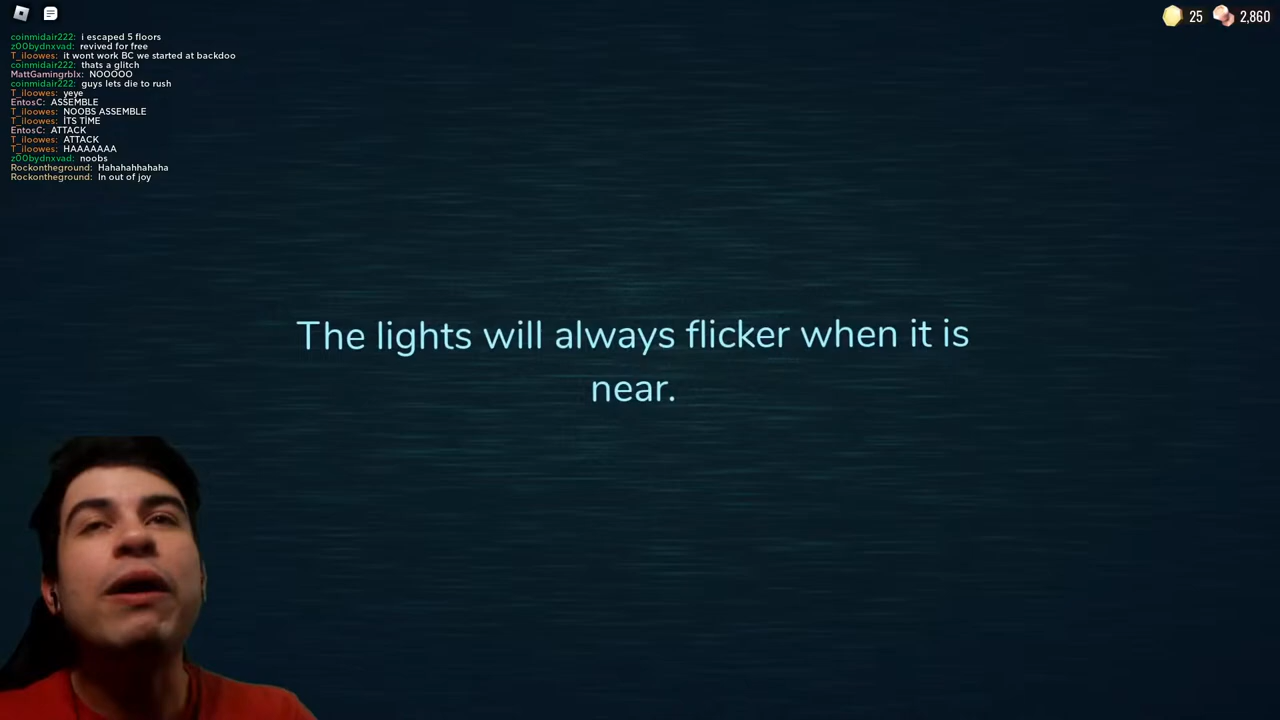 25
2,860
coinmidair222: i escaped 5 floors
z00bydnxvad: revived for free
T_iloowes: it wont work BC we started at backdoo
coinmidair222: thats a glitch
MattGamingrblx: NOOOOO
coinmidair222: guys lets die to rush
T_iloowes: yeye
EntosC: ASSEMBLE
T_iloowes: NOOBS ASSEMBLE
T_iloowes: ITS TIME
EntosC: ATTACK
T_iloowes: ATTACK
T_iloowes: HAAAAAAA
z00bydnxvad: noobs
Rockontheground: Hahahahhahaha
Rockontheground: In out of joy
The lights will always flicker when it is
near.